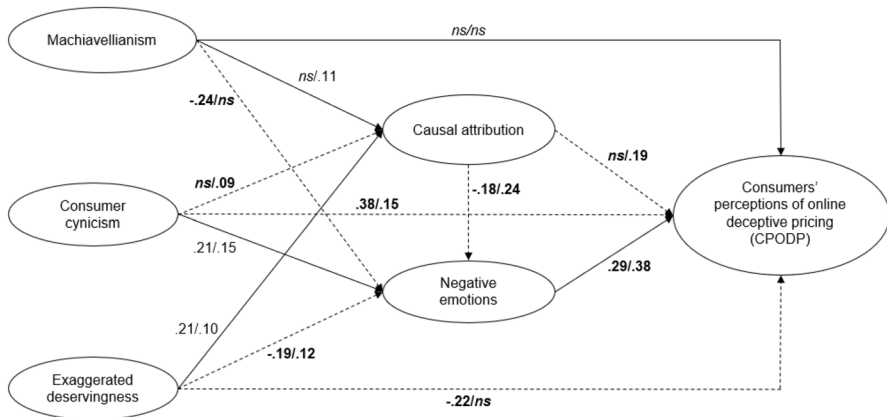 Machiavellianism
ns/ns
ns/.11
-.24/ns
Causal attribution
ns/.19
ns/.09
-.18/.24
Consumer
cynicism
.38/.15
Consumers'
perceptions of online
deceptive pricing
(CPODP)
.21/.15
Negative
emotions
.29/.38
.21/.10
-.19/.12
Exaggerated
deservingness
-.22/ns